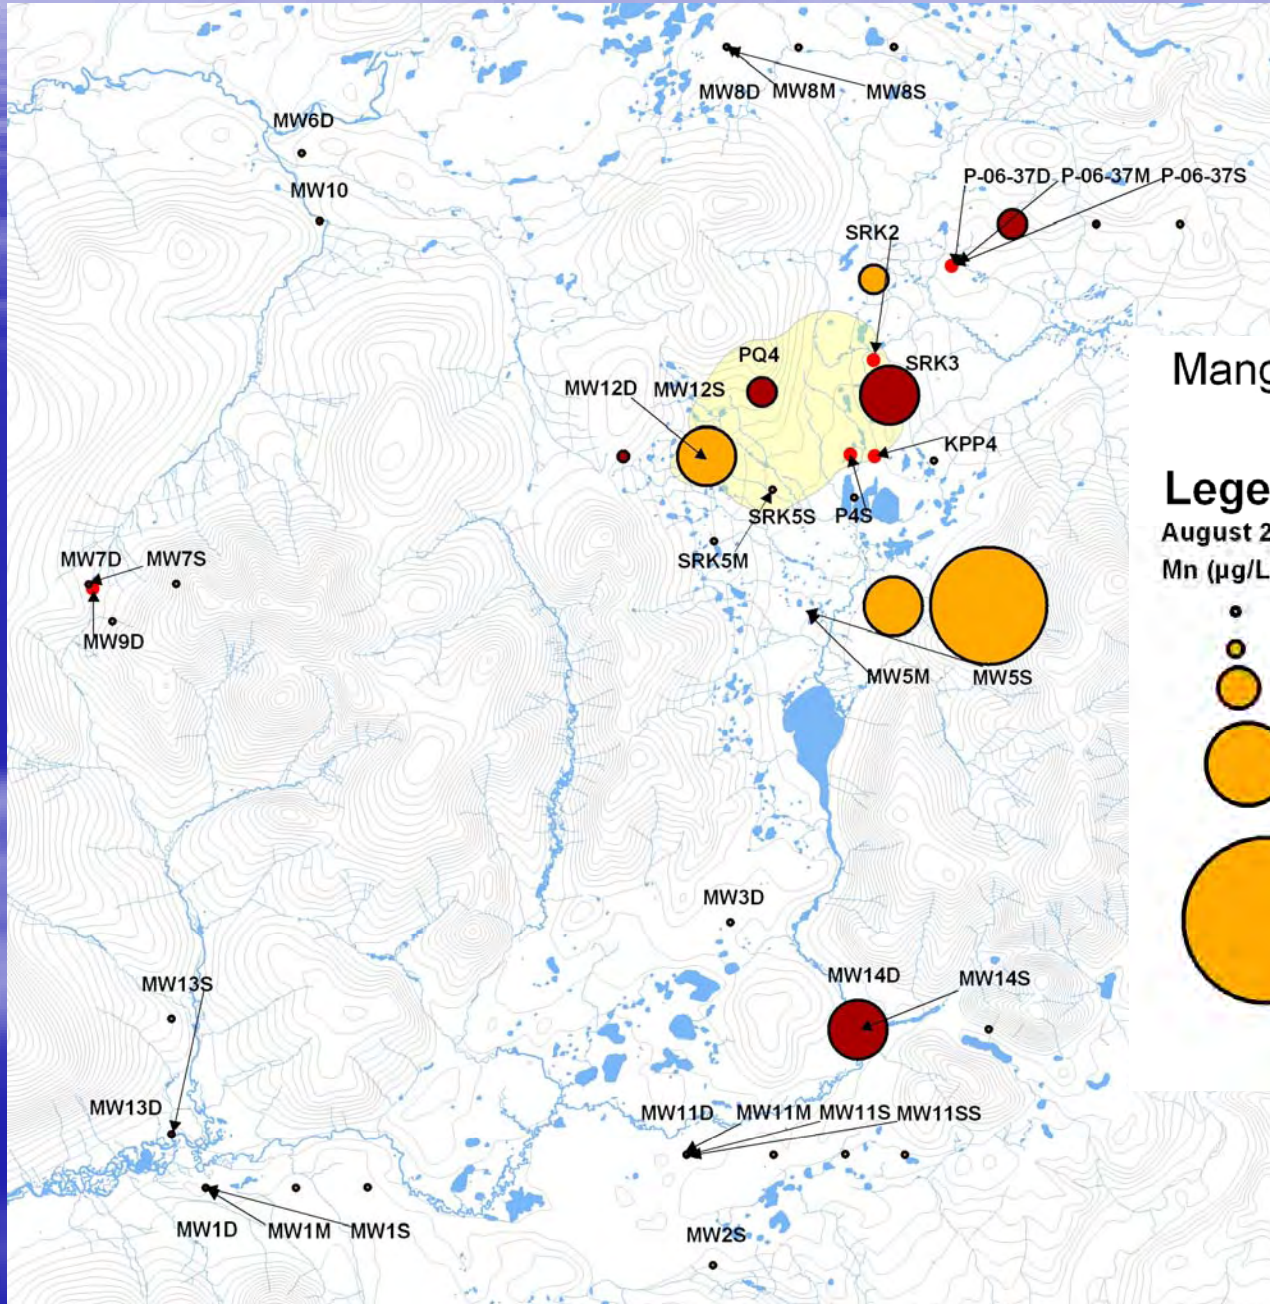 MW8D MW8M MW8S
MW6D
P-06-37D P-06-37M P-06-37S
MW10
SRK2
PQ4
SRK3
Mang
MW12D MW12S
KPP4
Lege
SRK5S P4S
August 2
SRK5M
MW7D MW7S
Mn (µg/L
MW9D
MW5M MW5S
MW3D
MW14D MW14S
MW13S
MW13D
MW11D MW11M MW11S MW11SS
MW1D MW1M MW1S
MW2S